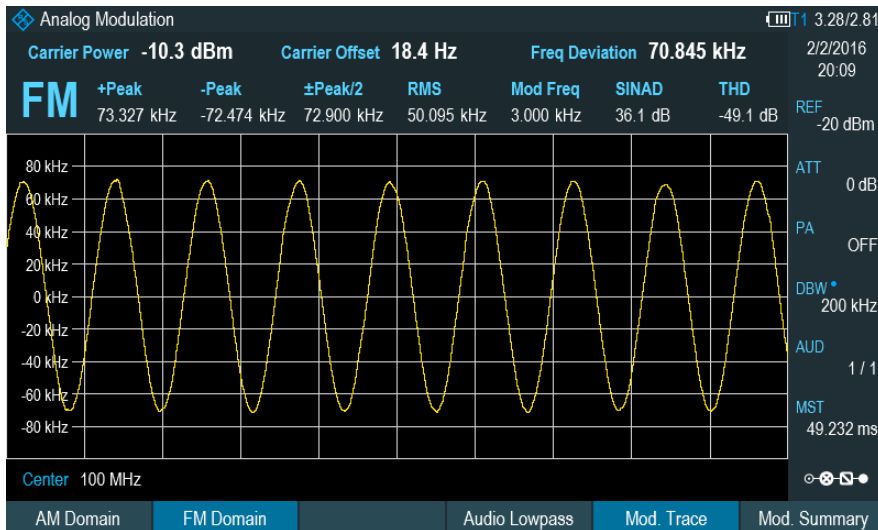 Analog Modulation T1 3.28/2.81
Carrier Power -10.3 dBm Carrier Offset 18.4 Hz Freq Deviation 70.845 kHz
2/2/2016
20:09
FM
+Peak -Peak ±Peak/2 RMS Mod Freq SINAD THD
73.327 kHz -72.474 kHz 72.900 kHz 50.095 kHz 3.000 kHz 36.1 dB -49.1 dB
REF
-20 dBm
ATT
0 dB
PA
OFF
DBW
200 kHz
AUD
1 / 1
MST
49.232 ms
80 kHz
60 kHz
40 kHz
20 kHz
0 kHz
-20 kHz
-40 kHz
-60 kHz
-80 kHz
Center 100 MHz
AM Domain FM Domain Audio Lowpass Mod. Trace Mod. Summary